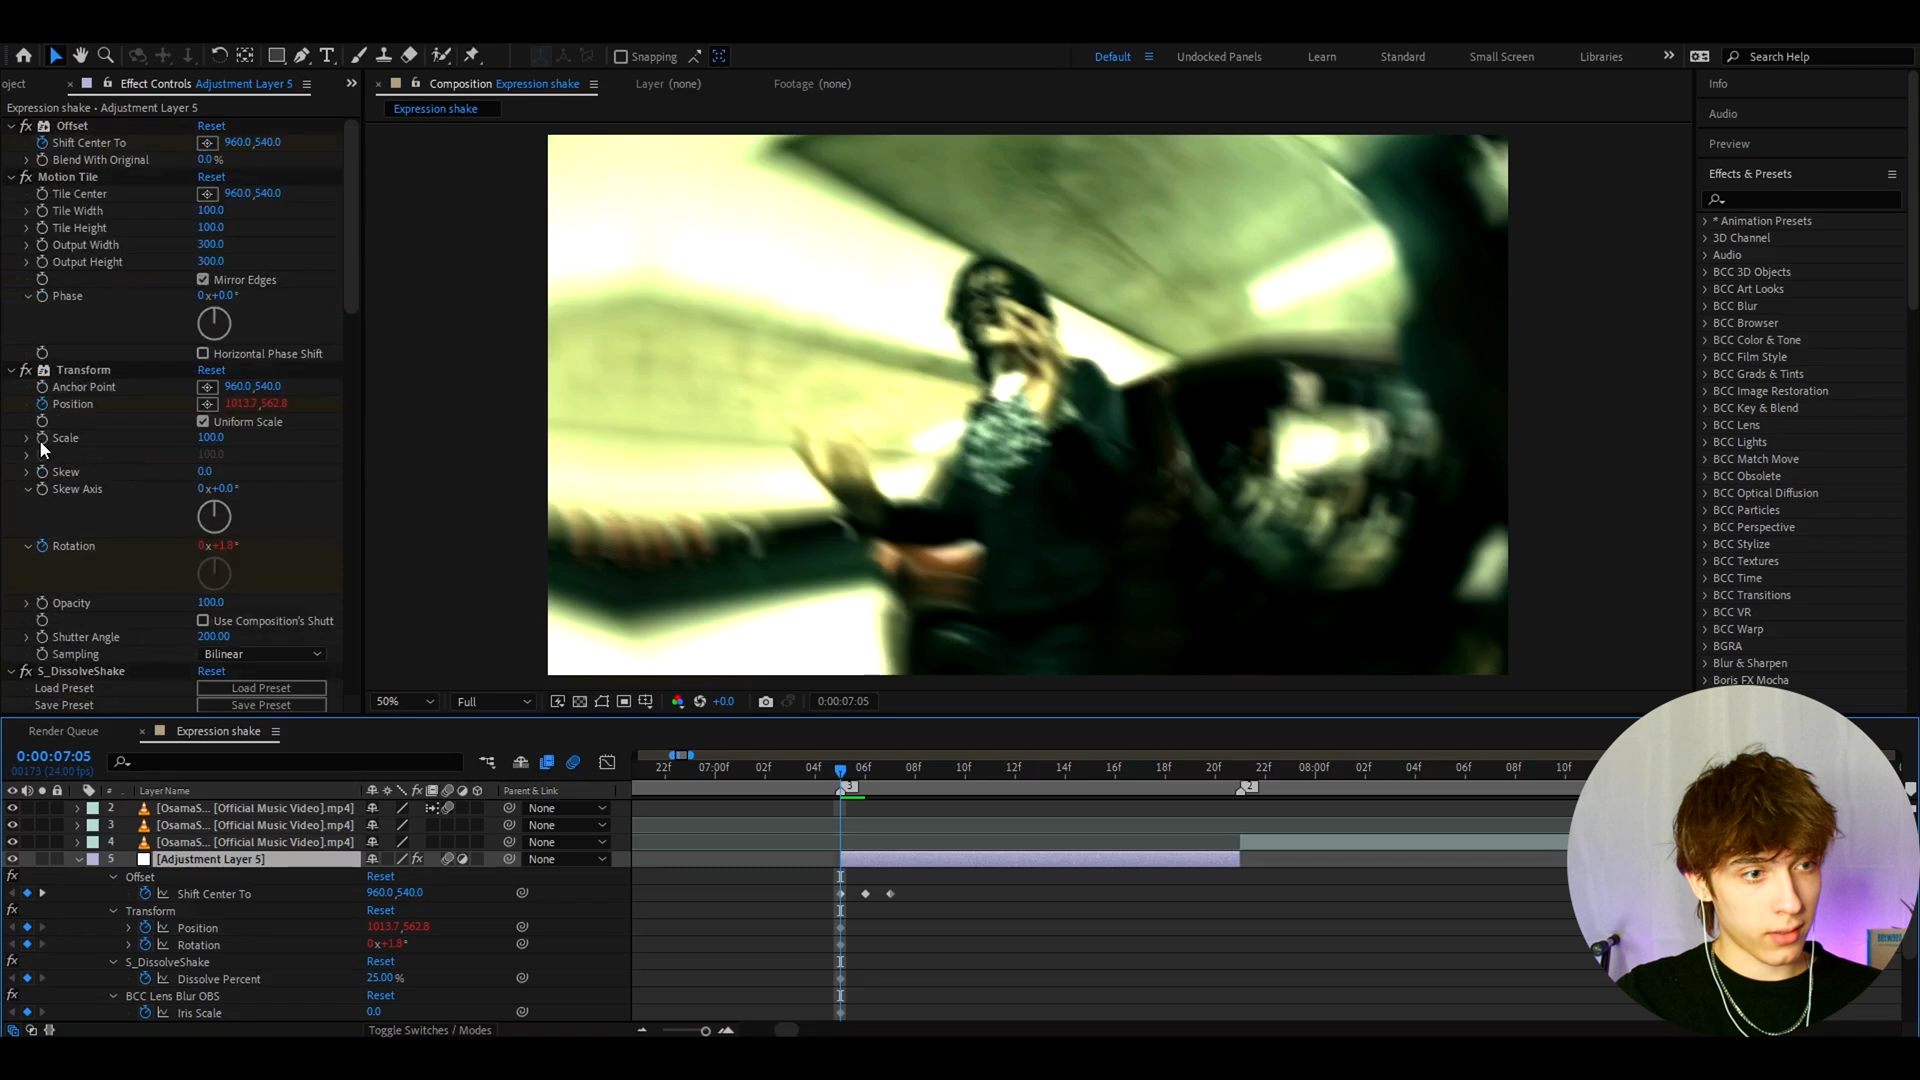 Snapping
Default
Undocked Panels
Learn
Standard
Small Screen
Libraries
Search Help
oject
Effect Controls Adjustment Layer 5
Composition Expression shake
Layer (none)
Footage (none)
Info
Expression shake • Adjustment Layer 5
Expression shake
Audio
Preview
Effects & Presets
fx Offset Reset
Shift Center To 960.0,540.0
Blend With Original 0.0 %
fx Motion Tile Reset
Tile Center 960.0,540.0
Tile Width 100.0
Tile Height 100.0
Output Width 300.0
Output Height 300.0
Mirror Edges
Phase 0x+0.0°
Horizontal Phase Shift
fx Transform Reset
Anchor Point 960.0,540.0
Position 1013.7,562.8
Uniform Scale
Scale 100.0
100.0
Skew 0.0
Skew Axis 0x+0.0°
Rotation 0x+1.8°
Opacity 100.0
Use Composition's Shutt
Shutter Angle 200.00
Sampling Bilinear
fx S_DissolveShake Reset
Load Preset Load Preset
Save Preset Save Preset
* Animation Presets
3D Channel
Audio
BCC 3D Objects
BCC Art Looks
BCC Blur
BCC Browser
BCC Color & Tone
BCC Film Style
BCC Grads & Tints
BCC Image Restoration
BCC Key & Blend
BCC Lens
BCC Lights
BCC Match Move
BCC Obsolete
BCC Optical Diffusion
BCC Particles
BCC Perspective
BCC Stylize
BCC Textures
BCC Time
BCC Transitions
BCC VR
BCC Warp
BGRA
Blur & Sharpen
Boris FX Mocha
50% Full +0.0 0:00:07:05
Render Queue
Expression shake
0:00:07:05
00173 (24.00 fps)
22f 07:00f 02f 04f 06f 08f 10f 12f 14f 16f 18f 20f 22f 08:00f 02f 04f 06f 08f 10f
3 2
# Layer Name fx Parent & Link
2 [OsamaS... [Official Music Video].mp4] None
3 [OsamaS... [Official Music Video].mp4] None
4 [OsamaS... [Official Music Video].mp4] None
5 [Adjustment Layer 5] fx None
fx Offset Reset
Shift Center To 960.0,540.0
fx Transform Reset
Position 1013.7,562.8
Rotation 0x+1.8°
fx S_DissolveShake Reset
Dissolve Percent 25.00 %
fx BCC Lens Blur OBS Reset
Iris Scale 0.0
Toggle Switches / Modes